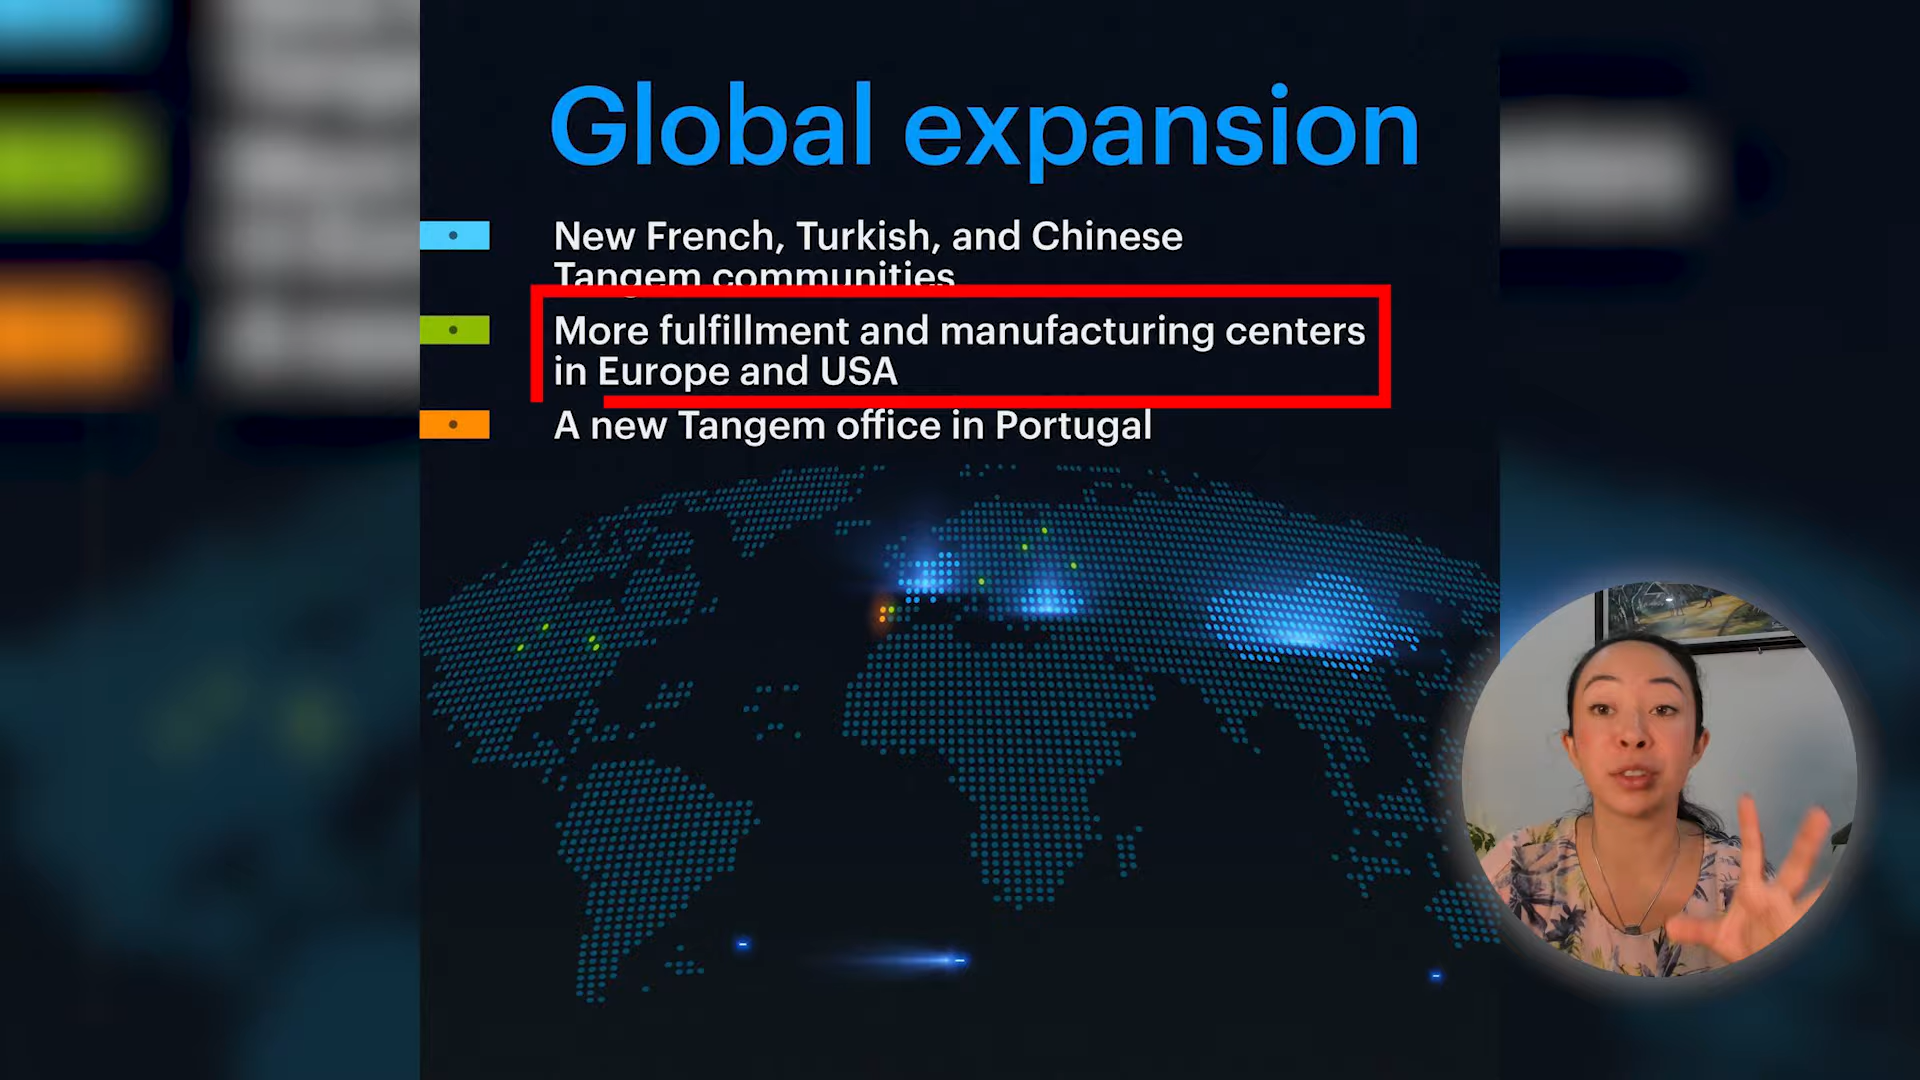 Global expansion
New French, Turkish, and Chinese
Tangem communities
More fulfillment and manufacturing centers
in Europe and USA
A new Tangem office in Portugal